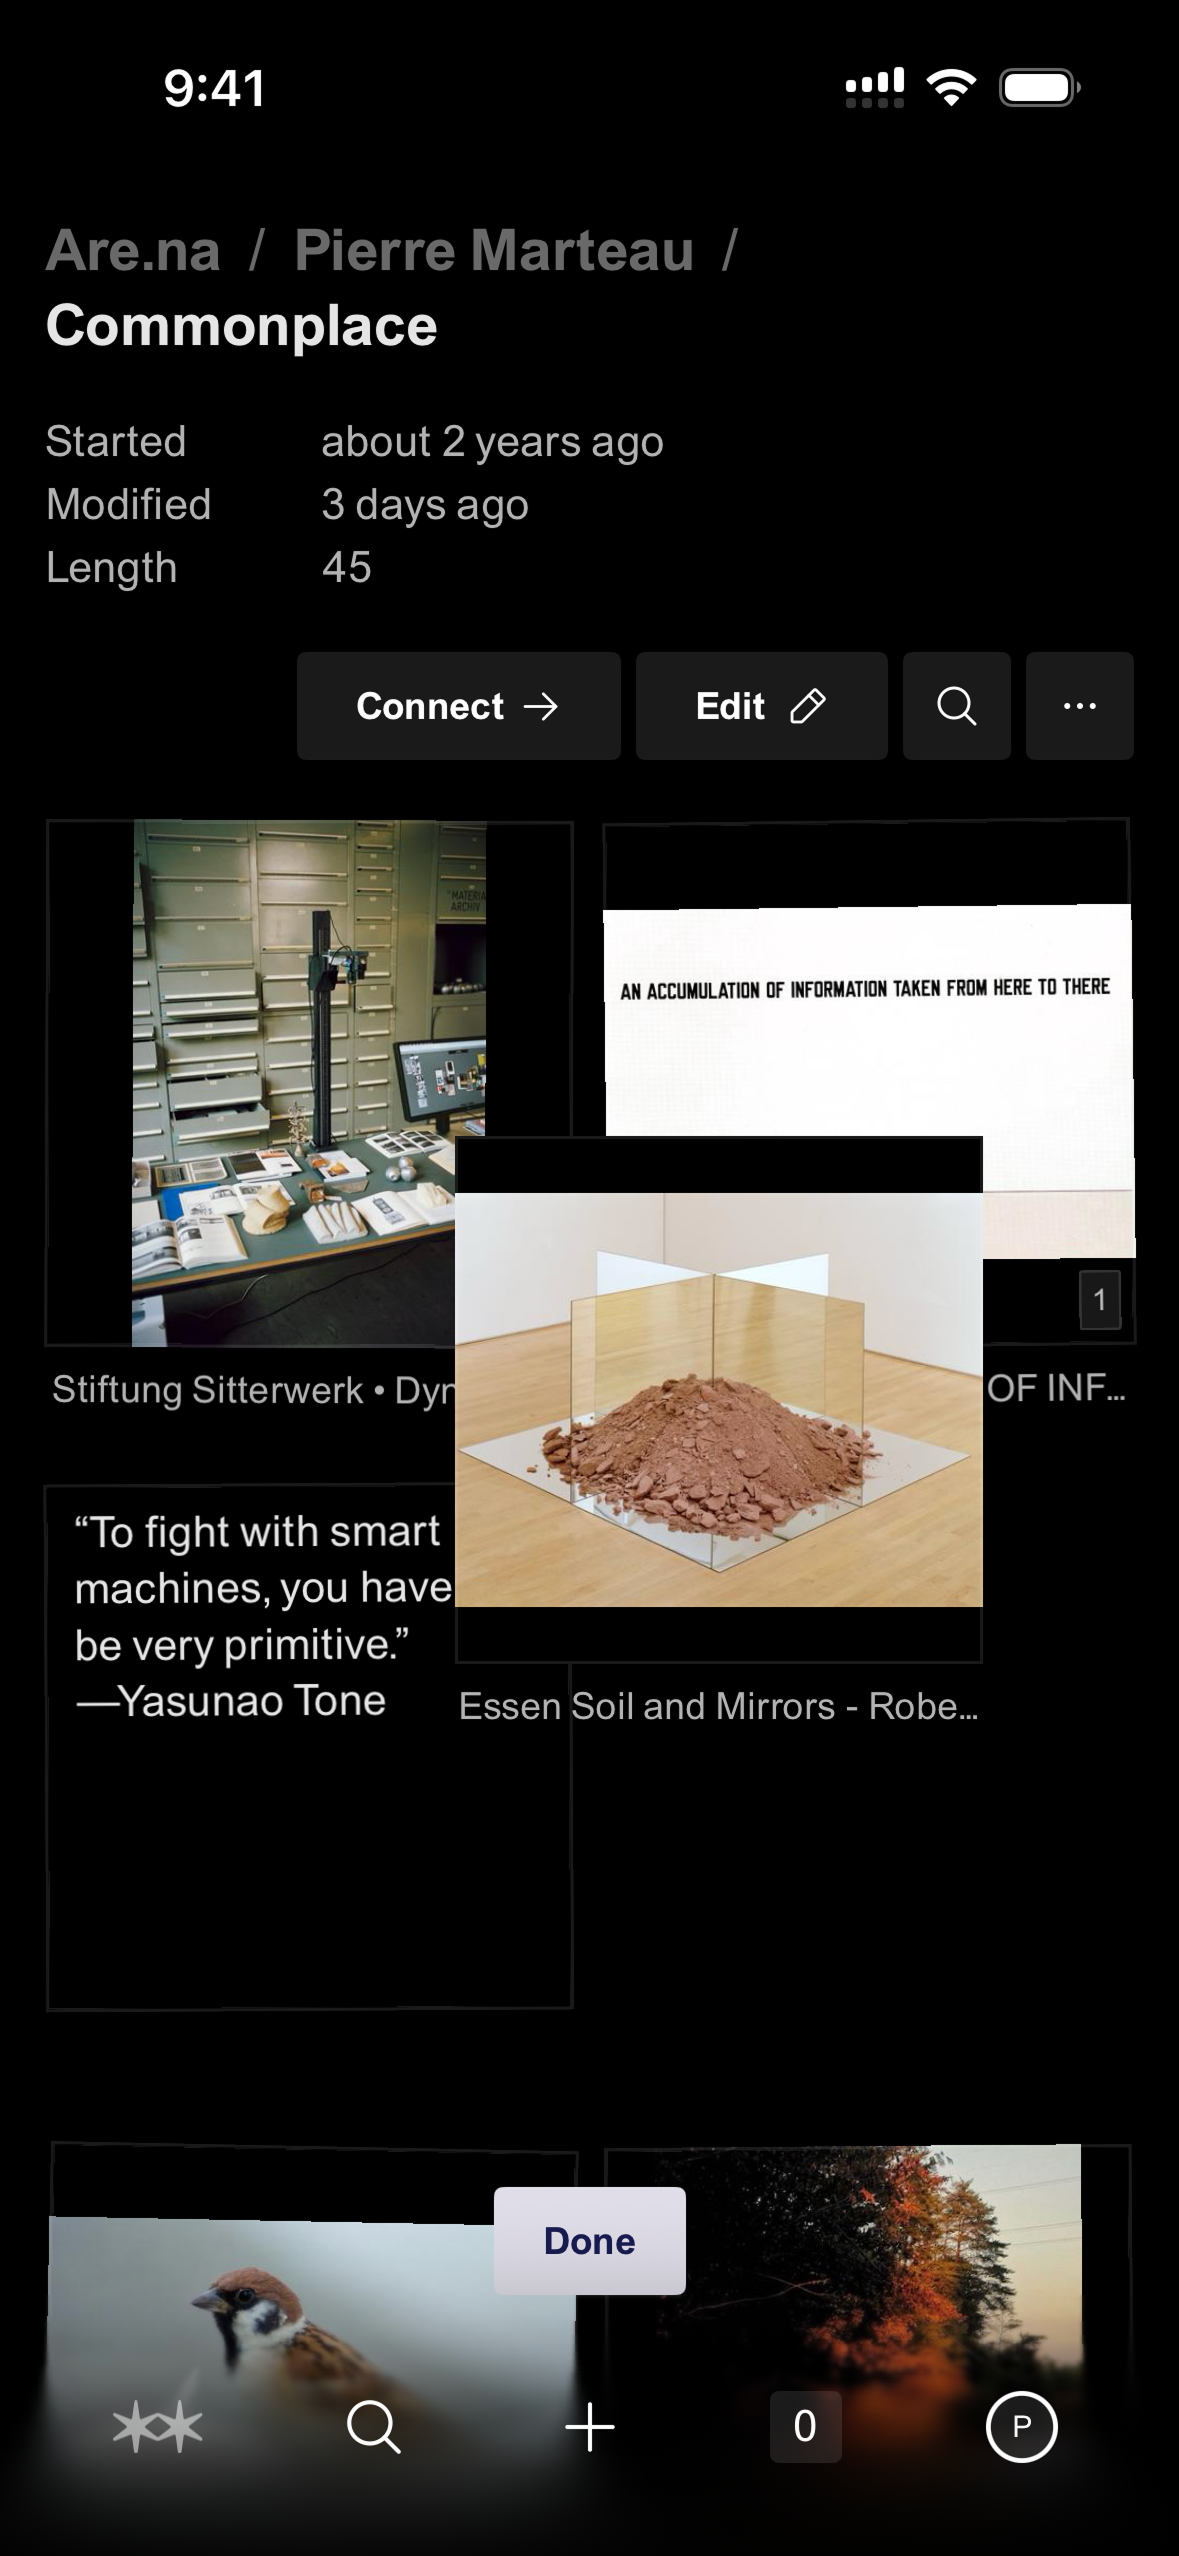 9:41
Are.na / Pierre Marteau /
Commonplace
Started about 2 years ago
Modified 3 days ago
Length 45
Connect
Edit
"MATERIAL
ARCHIV
AN ACCUMULATION OF INFORMATION TAKEN FROM HERE TO THERE
1
Stiftung Sitterwerk • Dyn
OF INF...
“To fight with smart
machines, you have
be very primitive.”
—Yasunao Tone
Essen Soil and Mirrors - Robe...
Done
0
P